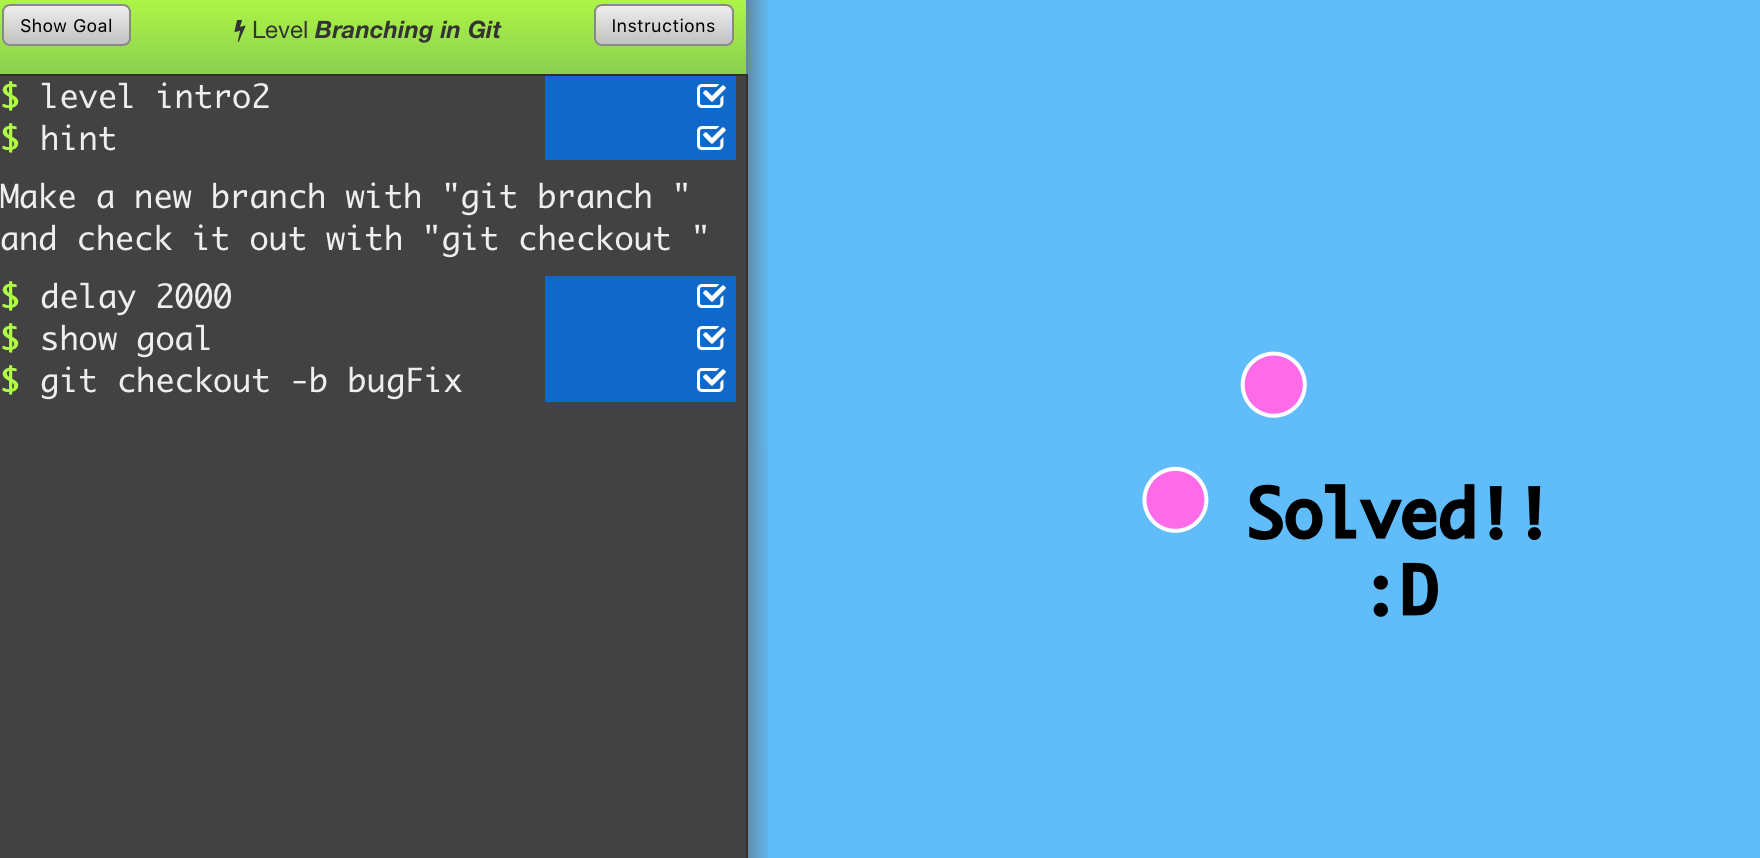 Show Goal
Level Branching in Git
Instructions
$ level intro2
$ hint
Make a new branch with "git branch "
and check it out with "git checkout "
$ delay 2000
$ show goal
$ git checkout -b bugFix
Solved!!
:D